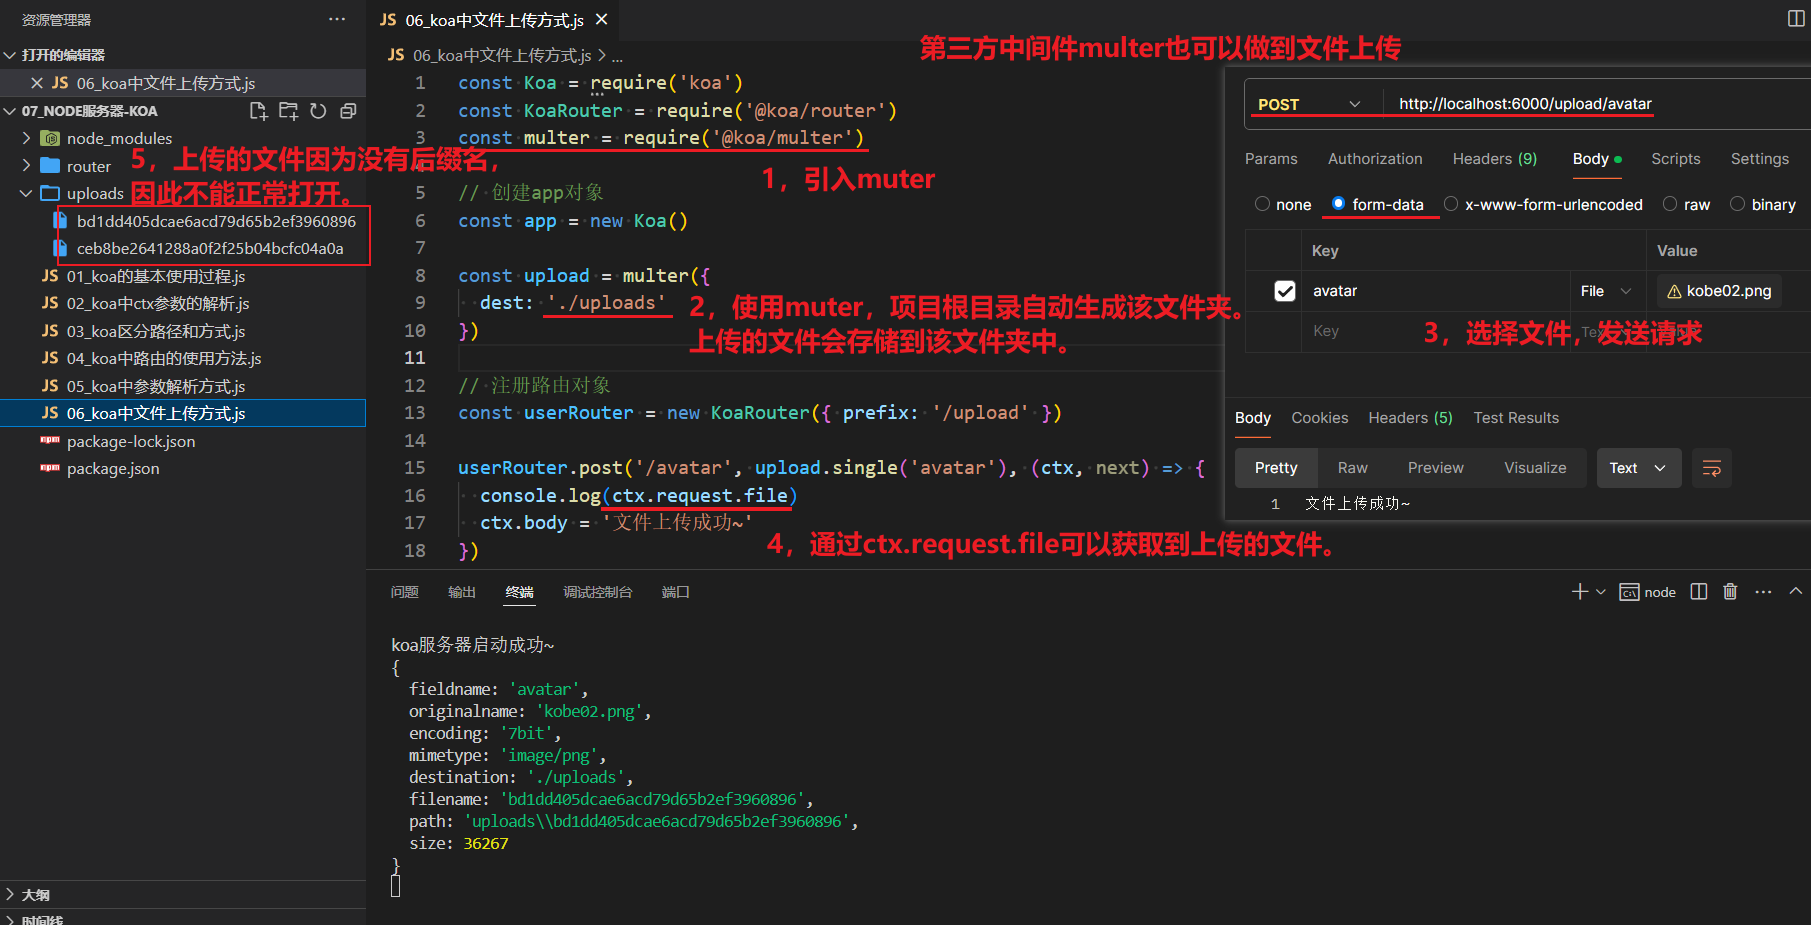 资源管理器
打开的编辑器
JS 06_koa中文件上传方式.js
07_NODE服务器-KOA
node_modules
router
uploads
bd1dd405dcae6acd79d65b2ef3960896
ceb8be2641288a0f2f25b04bcfc04a0a
JS 01_koa的基本使用过程.js
JS 02_koa中ctx参数的解析.js
JS 03_koa区分路径和方式.js
JS 04_koa中路由的使用方法.js
JS 05_koa中参数解析方式.js
JS 06_koa中文件上传方式.js
npm package-lock.json
npm package.json
大纲
时间线
5，上传的文件因为没有后缀名，
因此不能正常打开。
JS 06_koa中文件上传方式.js
JS 06_koa中文件上传方式.js > ...
第三方中间件multer也可以做到文件上传
1 const Koa = require('koa')
2 const KoaRouter = require('@koa/router')
3 const multer = require('@koa/multer')
1，引入muter
5 // 创建app对象
6 const app = new Koa()
7
8 const upload = multer({
9 dest: './uploads'
10 })
11
2，使用muter，项目根目录自动生成该文件夹。
上传的文件会存储到该文件夹中。
12 // 注册路由对象
13 const userRouter = new KoaRouter({ prefix: '/upload' })
14
15 userRouter.post('/avatar', upload.single('avatar'), (ctx, next) => {
16 console.log(ctx.request.file)
17 ctx.body = '文件上传成功~'
18 })
4，通过ctx.request.file可以获取到上传的文件。
POST http://localhost:6000/upload/avatar
Params Authorization Headers (9) Body Scripts Settings
none form-data x-www-form-urlencoded raw binary
Key Value
avatar File kobe02.png
Key
3，选择文件，发送请求
Body Cookies Headers (5) Test Results
Pretty Raw Preview Visualize Text
1 文件上传成功~
问题 输出 终端 调试控制台 端口
node
koa服务器启动成功~
{
fieldname: 'avatar',
originalname: 'kobe02.png',
encoding: '7bit',
mimetype: 'image/png',
destination: './uploads',
filename: 'bd1dd405dcae6acd79d65b2ef3960896',
path: 'uploads\\bd1dd405dcae6acd79d65b2ef3960896',
size: 36267
}